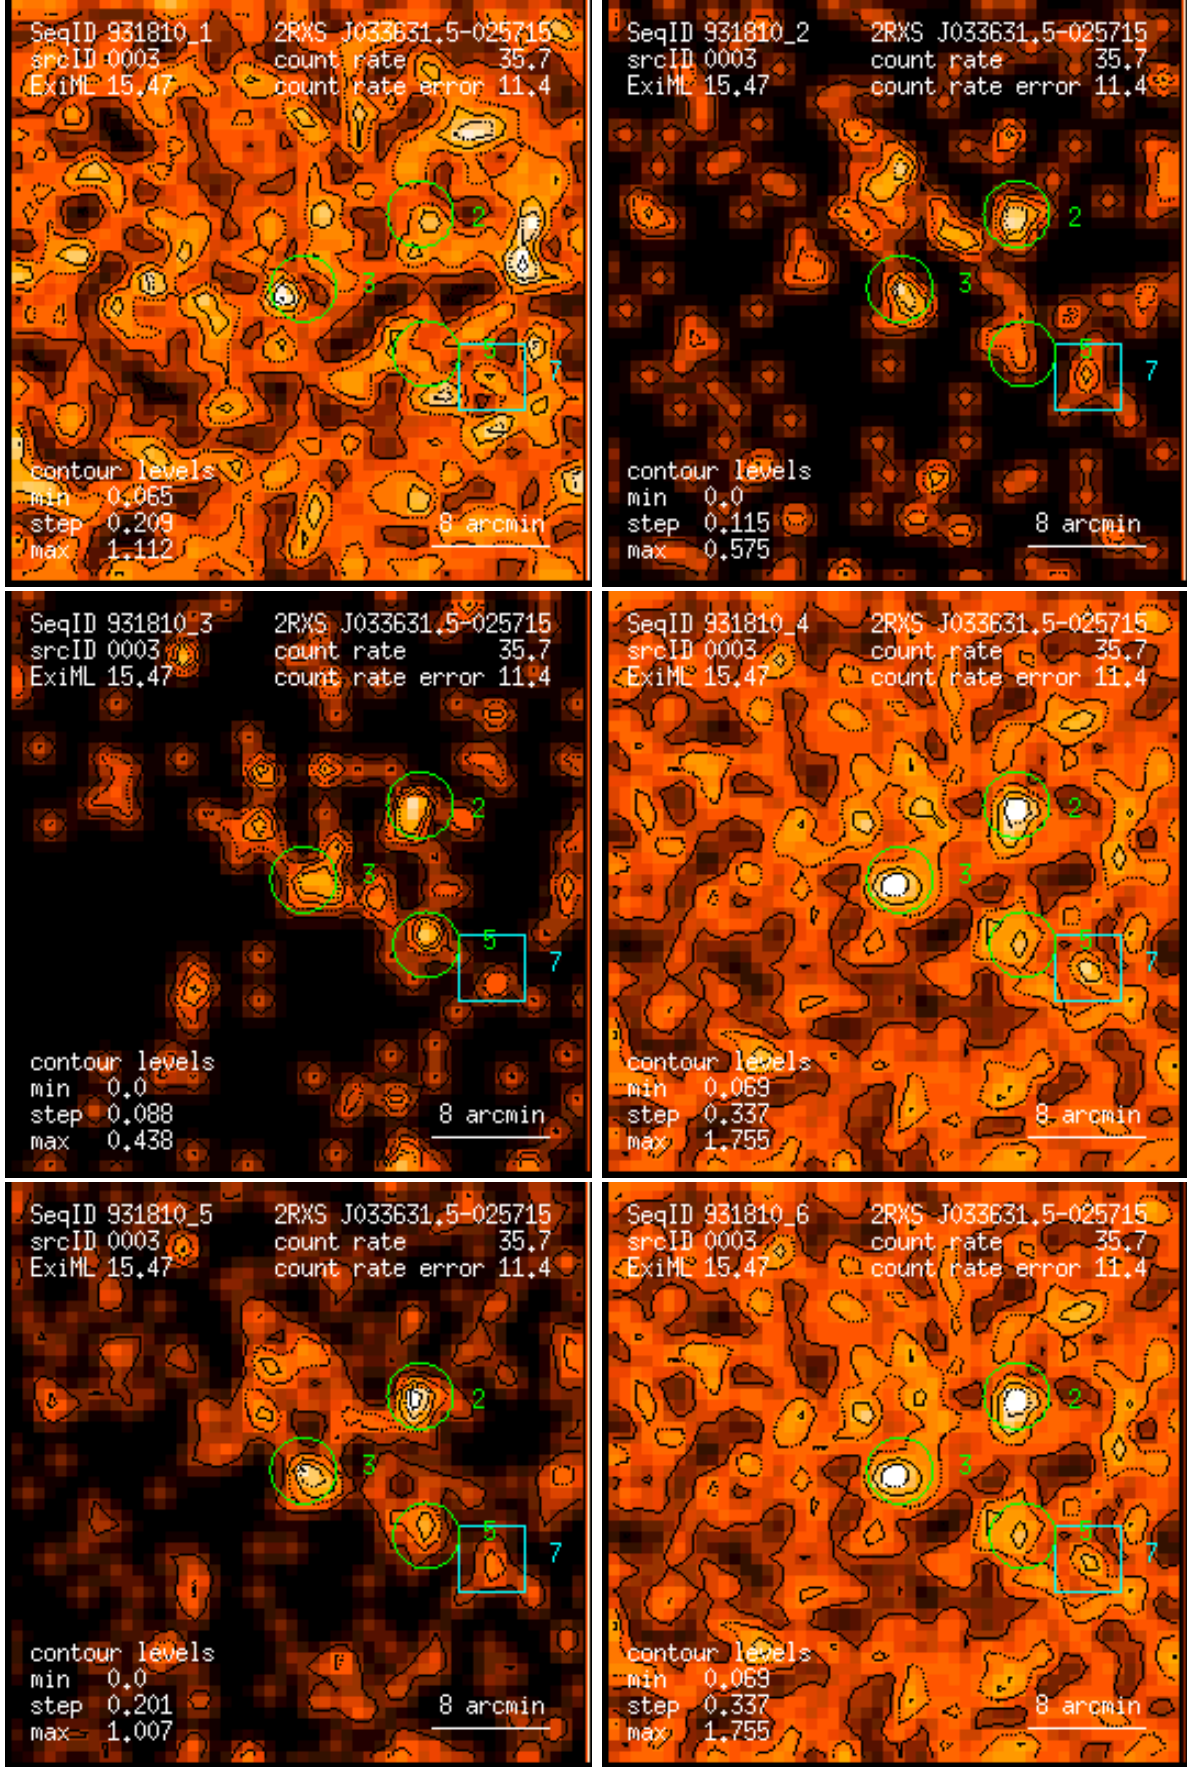 SeqID 931810_1 2RXS J033631.5-025715
srcID 0003 count rate 35.7
ExiML 15.47 count rate error 11.4
2
3
5
7
contour levels
min 0.065
step 0.209
max 1.112
8 arcmin
SeqID 931810_2 2RXS J033631.5-025715
srcID 0003 count rate 35.7
ExiML 15.47 count rate error 11.4
2
3
5
7
contour levels
min 0.0
step 0.115
max 0.575
8 arcmin
SeqID 931810_3 2RXS J033631.5-025715
srcID 0003 count rate 35.7
ExiML 15.47 count rate error 11.4
2
3
5
7
contour levels
min 0.0
step 0.088
max 0.438
8 arcmin
SeqID 931810_4 2RXS J033631.5-025715
srcID 0003 count rate 35.7
ExiML 15.47 count rate error 11.4
2
3
5
7
contour levels
min 0.069
step 0.337
max 1.755
8 arcmin
SeqID 931810_5 2RXS J033631.5-025715
srcID 0003 count rate 35.7
ExiML 15.47 count rate error 11.4
2
3
5
7
contour levels
min 0.0
step 0.201
max 1.007
8 arcmin
SeqID 931810_6 2RXS J033631.5-025715
srcID 0003 count rate 35.7
ExiML 15.47 count rate error 11.4
2
3
5
7
contour levels
min 0.069
step 0.337
max 1.755
8 arcmin